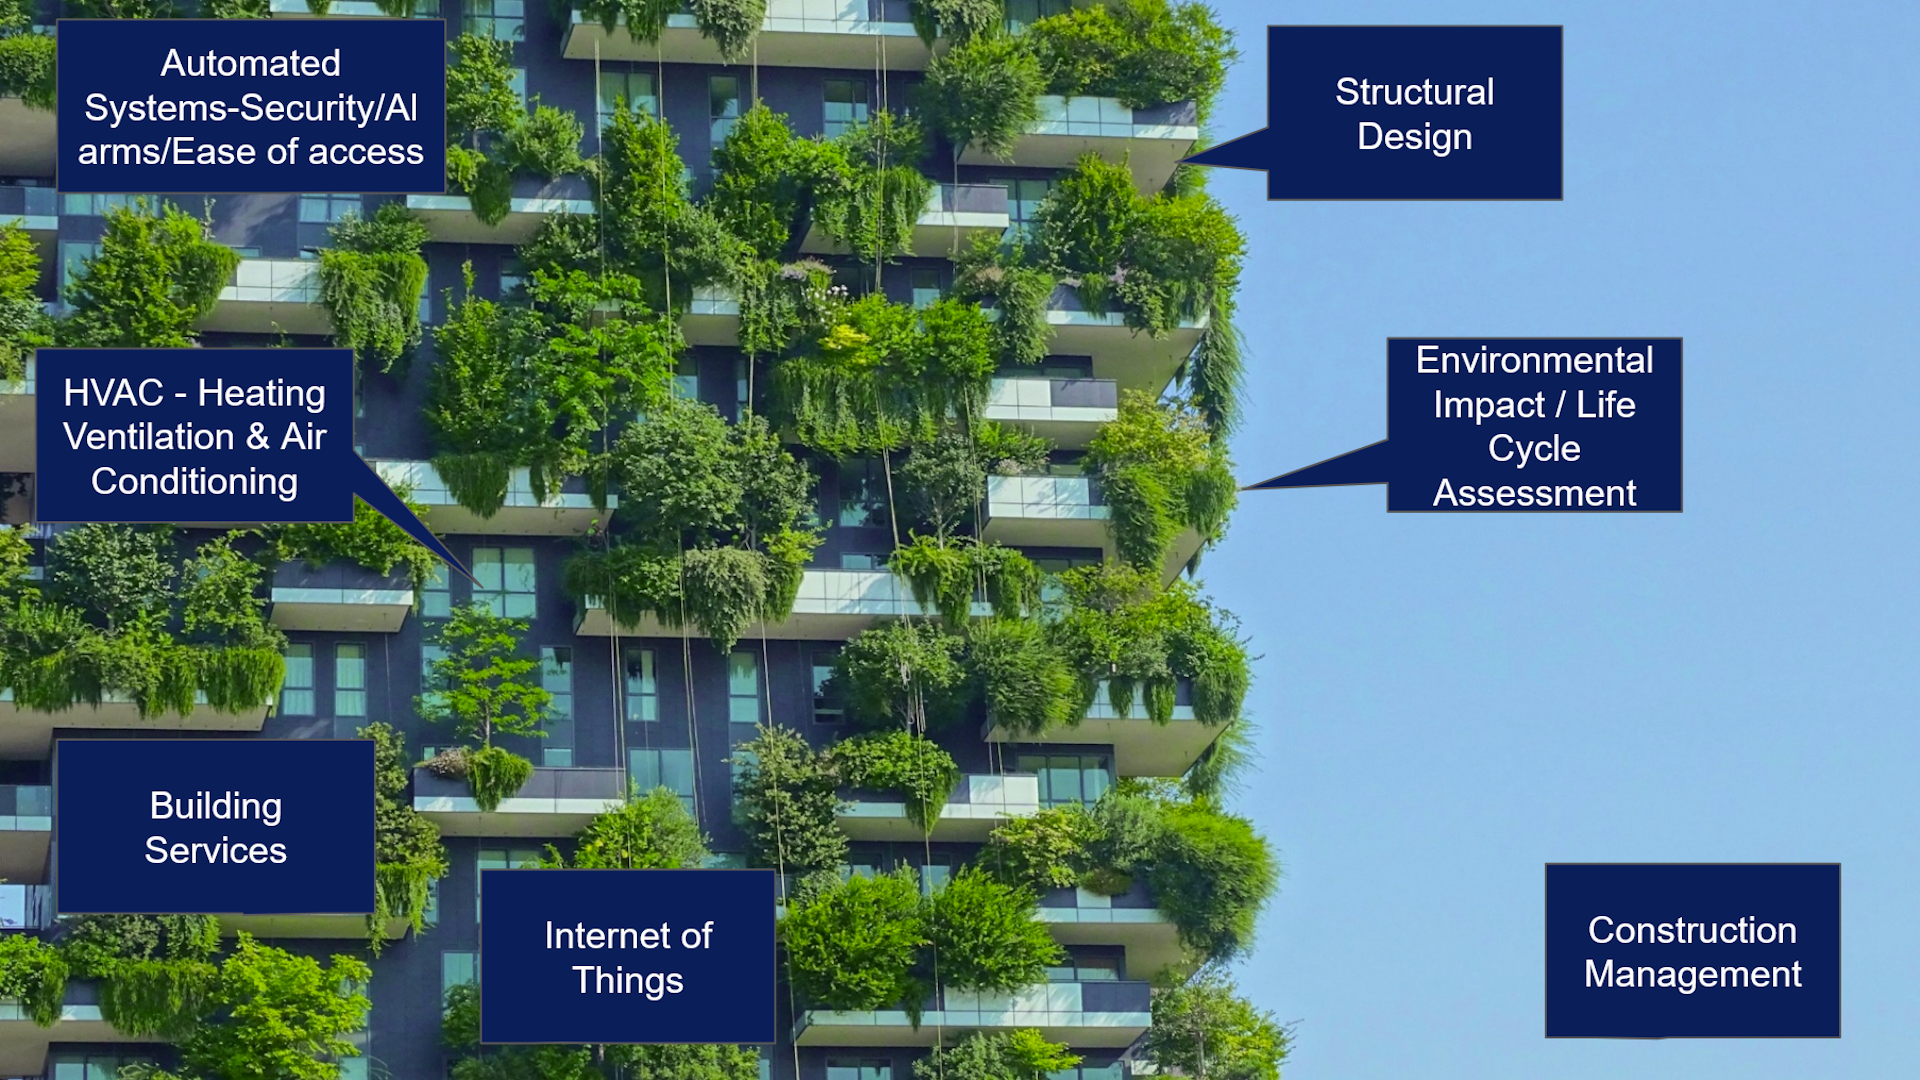 Automated
Systems-Security/Al
arms/Ease of access
Structural
Design
HVAC - Heating
Ventilation & Air
Conditioning
Environmental
Impact / Life
Cycle
Assessment
Building
Services
Internet of
Things
Construction
Management